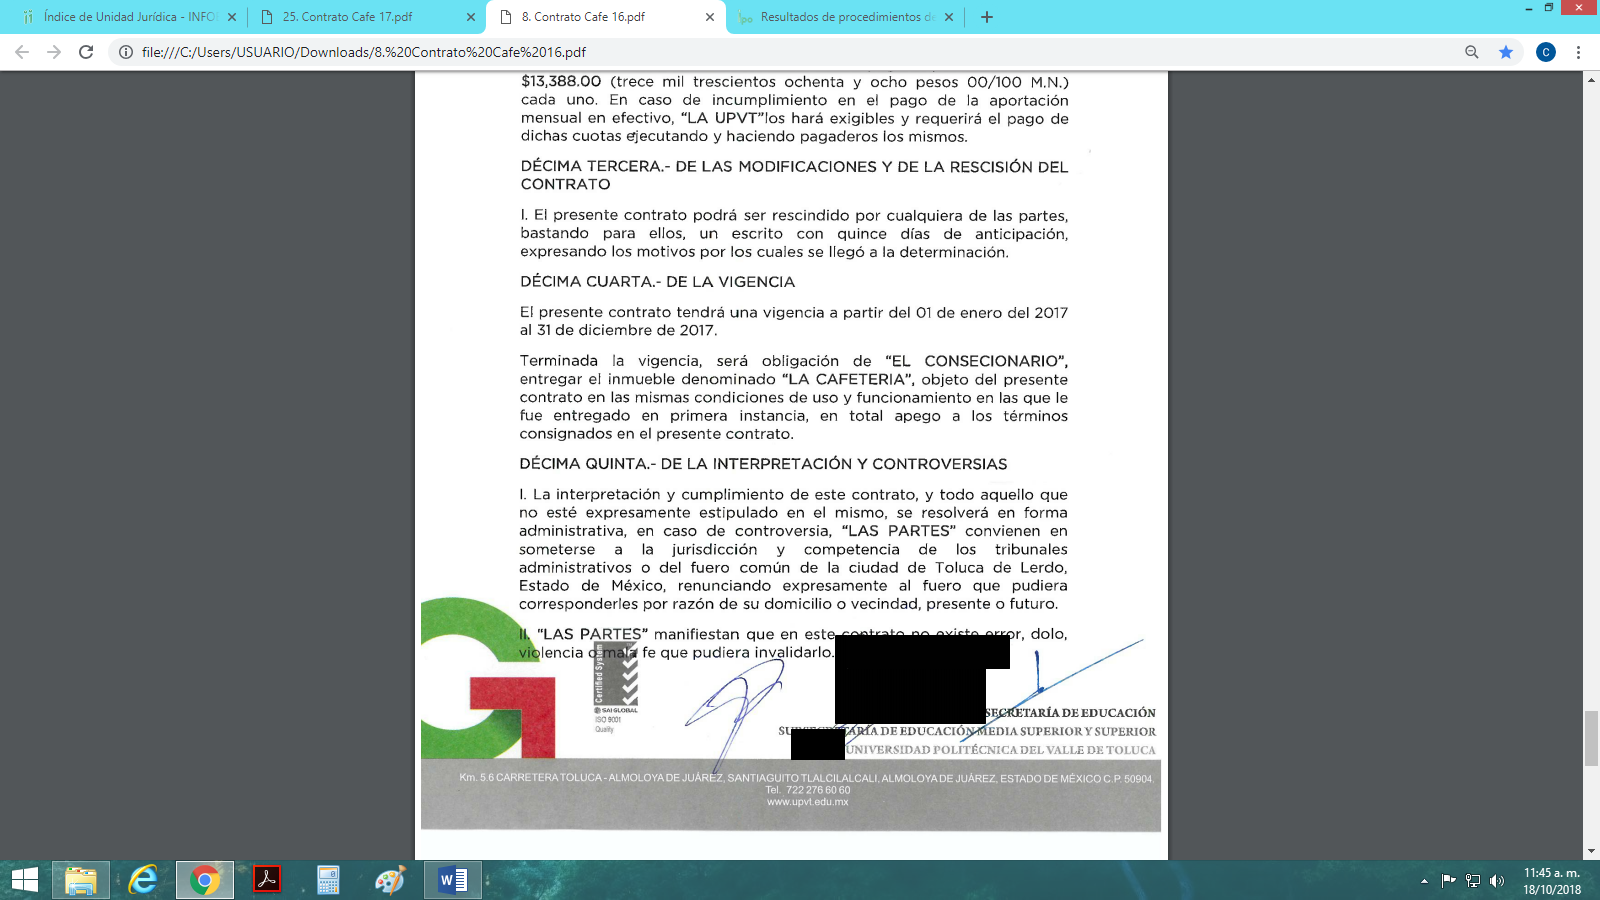 Índice de Unidad Jurídica - INFO
25. Contrato Cafe 17.pdf
8. Contrato Cafe 16.pdf
Resultados de procedimientos de
file:///C:/Users/USUARIO/Downloads/8.%20Contrato%20Cafe%2016.pdf
C
$13,388.00 (trece mil trescientos ochenta y ocho pesos 00/100 M.N.)
cada uno. En caso de incumplimiento en el pago de la aportación
mensual en efectivo, “LA UPVT”los hará exigibles y requerirá el pago de
dichas cuotas ejecutando y haciendo pagaderos los mismos.
DÉCIMA TERCERA.- DE LAS MODIFICACIONES Y DE LA RESCISIÓN DEL
CONTRATO
I. El presente contrato podrá ser rescindido por cualquiera de las partes,
bastando para ellos, un escrito con quince días de anticipación,
expresando los motivos por los cuales se llegó a la determinación.
DÉCIMA CUARTA.- DE LA VIGENCIA
El presente contrato tendrá una vigencia a partir del 01 de enero del 2017
al 31 de diciembre de 2017.
Terminada la vigencia, será obligación de “EL CONSECIONARIO”,
entregar el inmueble denominado “LA CAFETERIA”, objeto del presente
contrato en las mismas condiciones de uso y funcionamiento en las que le
fue entregado en primera instancia, en total apego a los términos
consignados en el presente contrato.
DÉCIMA QUINTA.- DE LA INTERPRETACIÓN Y CONTROVERSIAS
I. La interpretación y cumplimiento de este contrato, y todo aquello que
no esté expresamente estipulado en el mismo, se resolverá en forma
administrativa, en caso de controversia, “LAS PARTES” convienen en
someterse a la jurisdicción y competencia de los tribunales
administrativos o del fuero común de la ciudad de Toluca de Lerdo,
Estado de México, renunciando expresamente al fuero que pudiera
corresponderles por razón de su domicilio o vecindad, presente o futuro.
II. “LAS PARTES” manifiestan que en este contrato no existe error, dolo,
violencia o mala fe que pudiera invalidarlo.
Certified System
SAI GLOBAL
ISO 9001
Quality
SECRETARÍA DE EDUCACIÓN
SUBSECRETARÍA DE EDUCACIÓN MEDIA SUPERIOR Y SUPERIOR
UNIVERSIDAD POLITÉCNICA DEL VALLE DE TOLUCA
Km. 5.6 CARRETERA TOLUCA - ALMOLOYA DE JUÁREZ, SANTIAGUITO TLALCILALCALI, ALMOLOYA DE JUÁREZ, ESTADO DE MÉXICO C.P. 50904.
Tel. 722 276 60 60
www.upvt.edu.mx
11:45 a. m.
18/10/2018